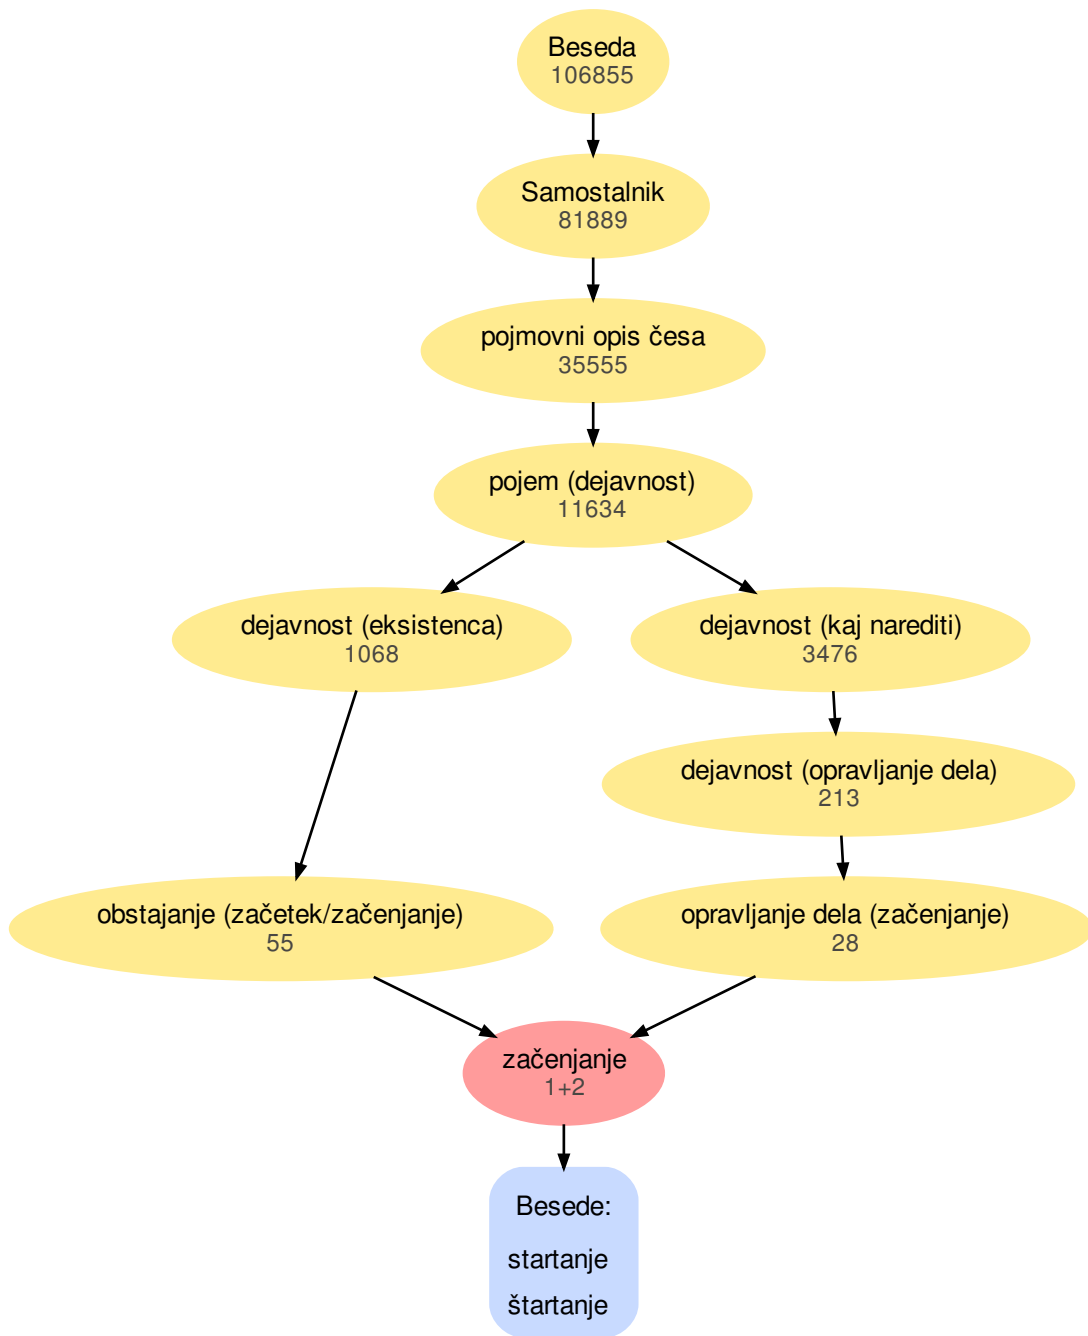 Beseda
106855
Samostalnik
81889
pojmovni opis česa
35555
pojem (dejavnost)
11634
dejavnost (eksistenca)
1068
dejavnost (kaj narediti)
3476
dejavnost (opravljanje dela)
213
obstajanje (začetek/začenjanje)
55
opravljanje dela (začenjanje)
28
začenjanje
1+2
Besede:
startanje
štartanje